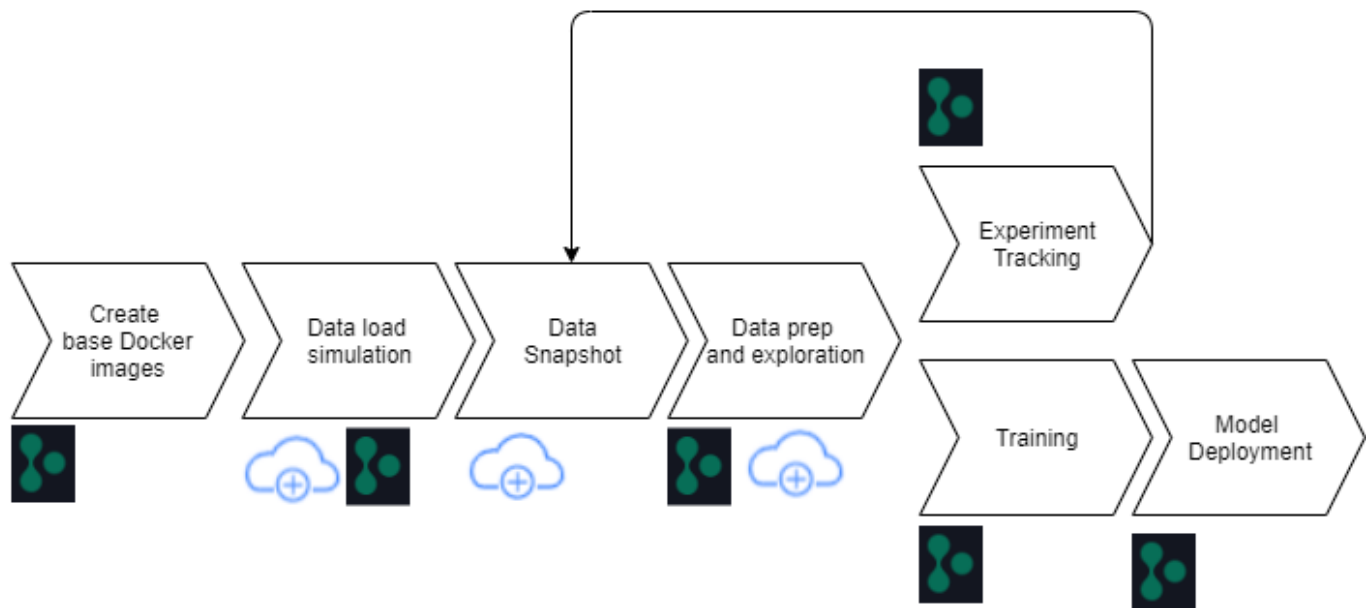 Create
base Docker
images
Data load
simulation
Data
Snapshot
Data prep
and exploration
Experiment
Tracking
Training
Model
Deployment